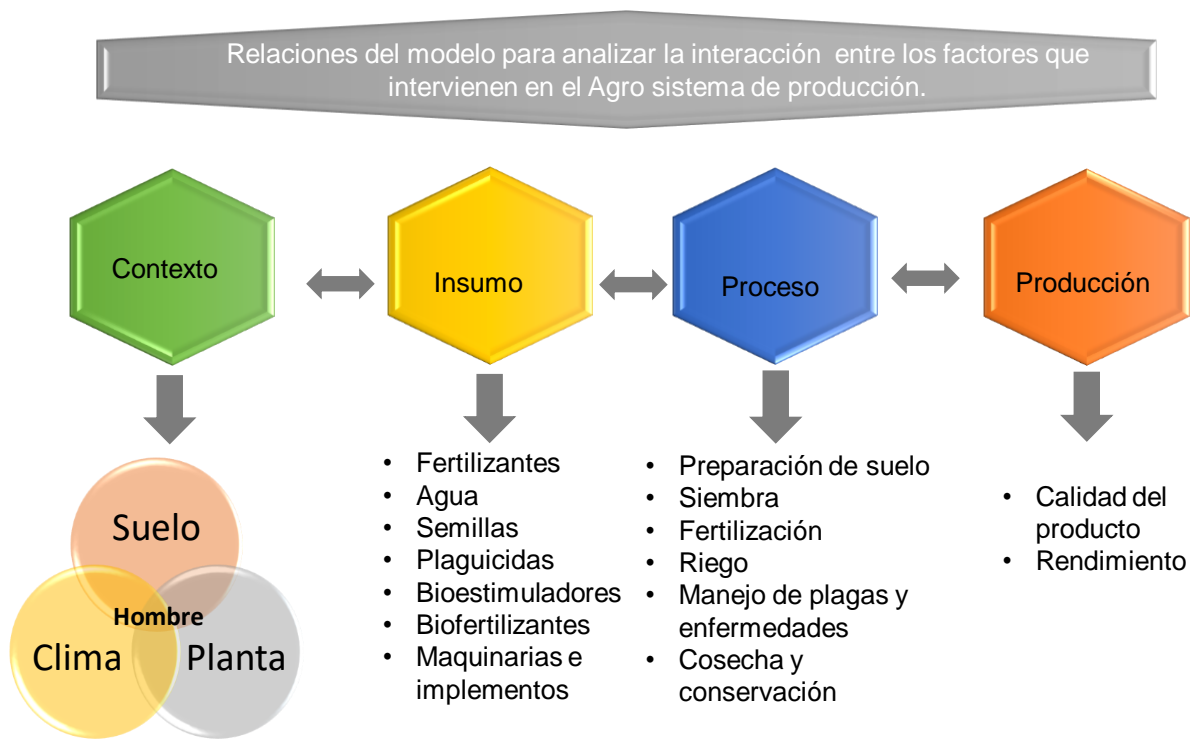 Relaciones del modelo para analizar la interacción entre los factores que
intervienen en el Agro sistema de producción.
Contexto
Insumo
Proceso
Producción
Suelo
Hombre
Clima
Planta
• Fertilizantes
• Agua
• Semillas
• Plaguicidas
• Bioestimuladores
• Biofertilizantes
• Maquinarias e
implementos
• Preparación de suelo
• Siembra
• Fertilización
• Riego
• Manejo de plagas y
enfermedades
• Cosecha y
conservación
• Calidad del
producto
• Rendimiento